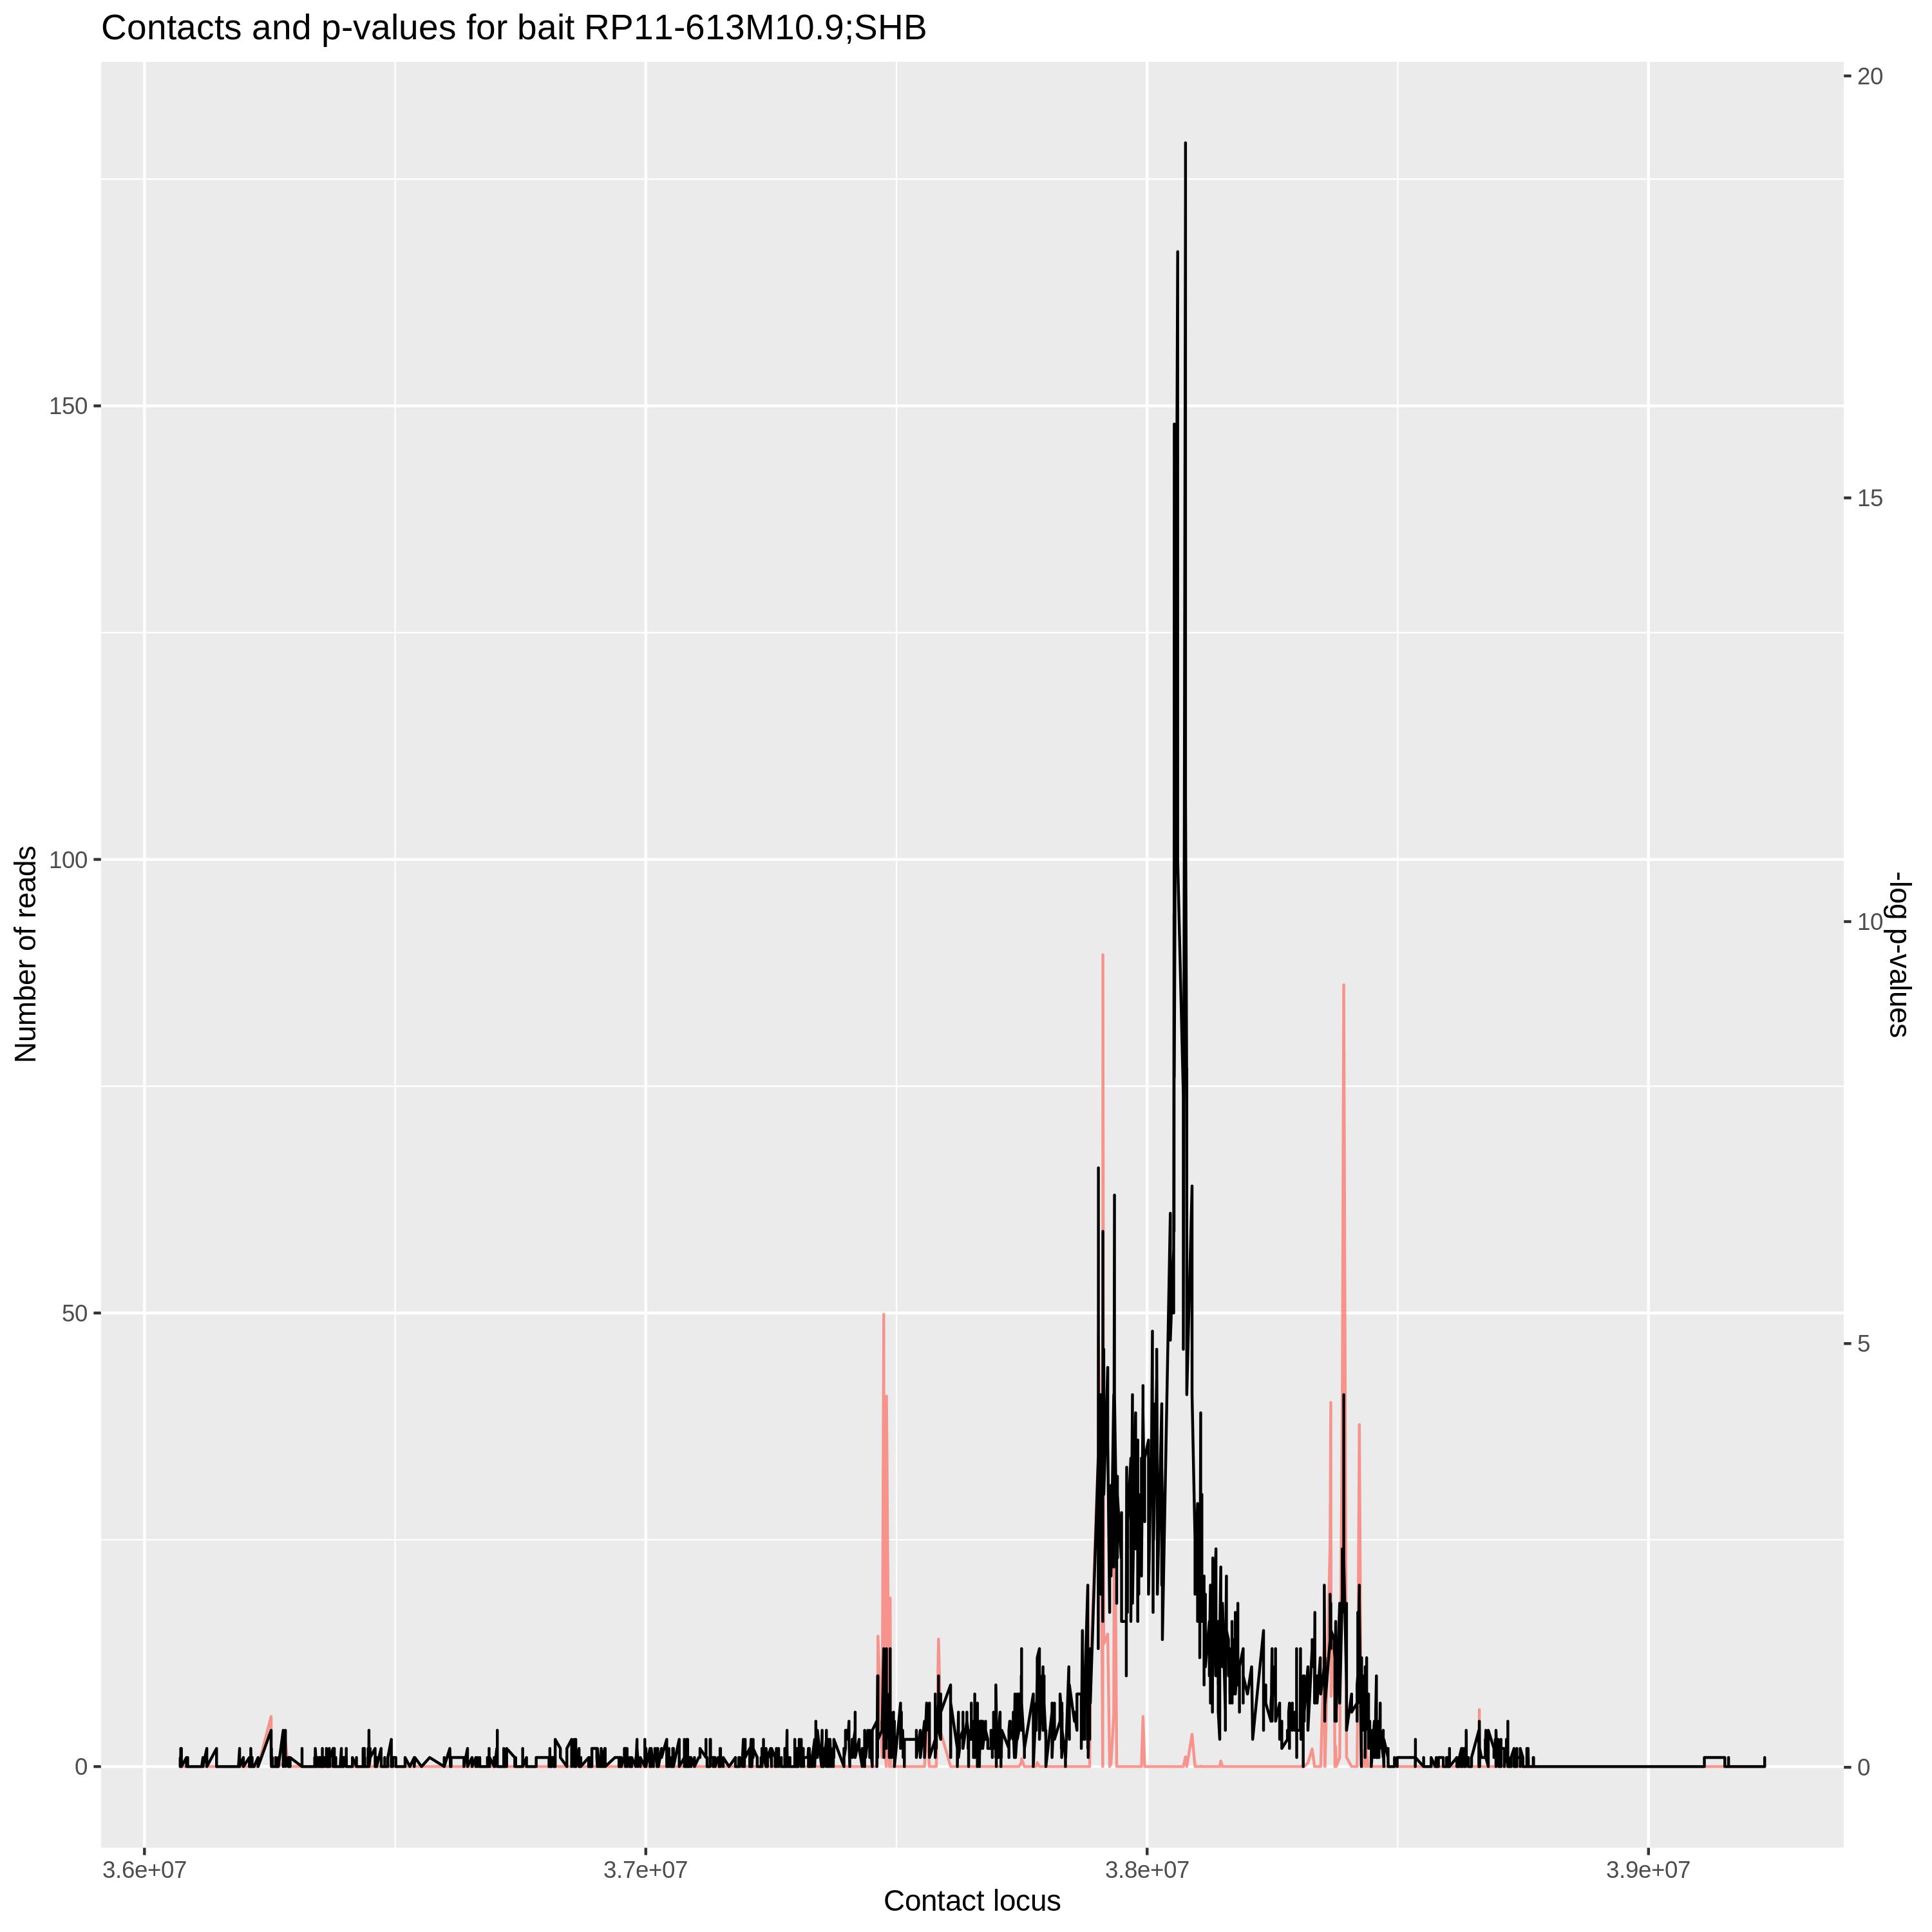 Contacts and p-values for bait RP11-613M10.9;SHB
Number of reads
150
100
50
0
20
15
10
5
0
-log p-values
3.6e+07 3.7e+07 3.8e+07 3.9e+07
Contact locus